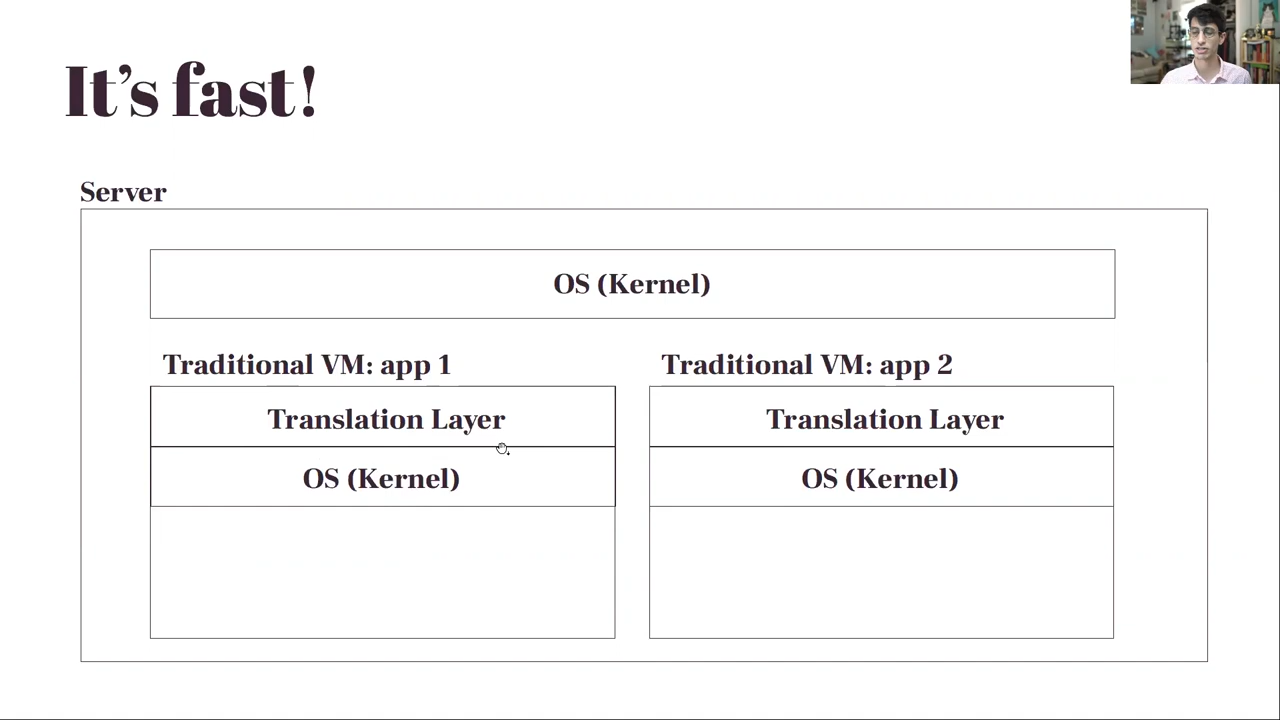 It's fast!
Server
OS (Kernel)
Traditional VM: app 1
Traditional VM: app 2
Translation Layer
Translation Layer
OS (Kernel)
OS (Kernel)